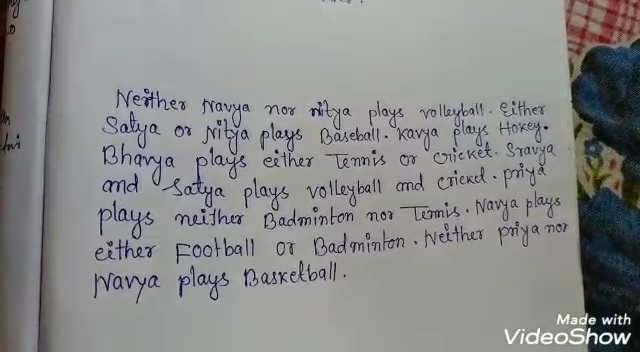 Neither Navya nor nitya plays volleyball. Either
Satya or Nitya plays Baseball. Kavya plays Hokey.
Bhavya plays either Tennis or cricket. Sravya
and Satya plays volleyball and cricket. priya
plays neither Badminton nor Tennis. Navya plays
either Football or Badminton. Neither priya nor
Navya plays Basketball.
Made with
VideoShow